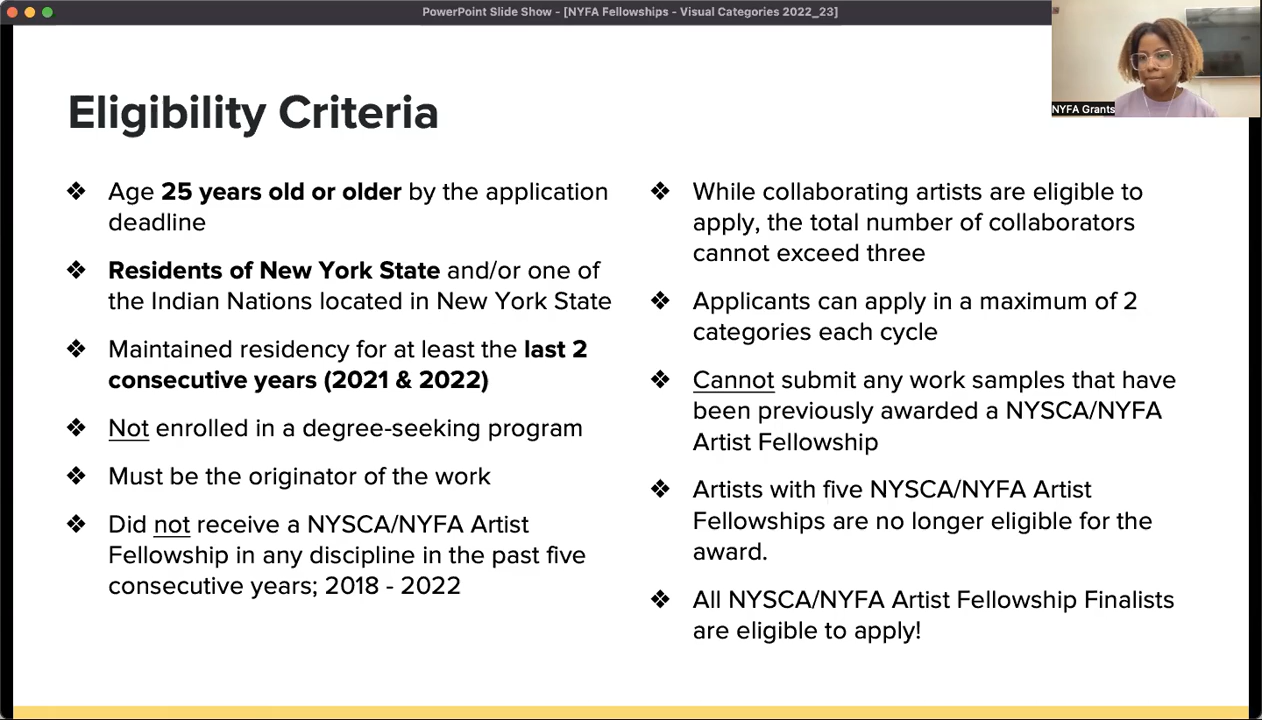 PowerPoint Slide Show - [NYFA Fellowships - Visual Categories 2022_23]
NYFA Grants
Eligibility Criteria
❖ Age 25 years old or older by the application
deadline
❖ Residents of New York State and/or one of
the Indian Nations located in New York State
❖ Maintained residency for at least the last 2
consecutive years (2021 & 2022)
❖ Not enrolled in a degree-seeking program
❖ Must be the originator of the work
❖ Did not receive a NYSCA/NYFA Artist
Fellowship in any discipline in the past five
consecutive years; 2018 - 2022
❖ While collaborating artists are eligible to
apply, the total number of collaborators
cannot exceed three
❖ Applicants can apply in a maximum of 2
categories each cycle
❖ Cannot submit any work samples that have
been previously awarded a NYSCA/NYFA
Artist Fellowship
❖ Artists with five NYSCA/NYFA Artist
Fellowships are no longer eligible for the
award.
❖ All NYSCA/NYFA Artist Fellowship Finalists
are eligible to apply!